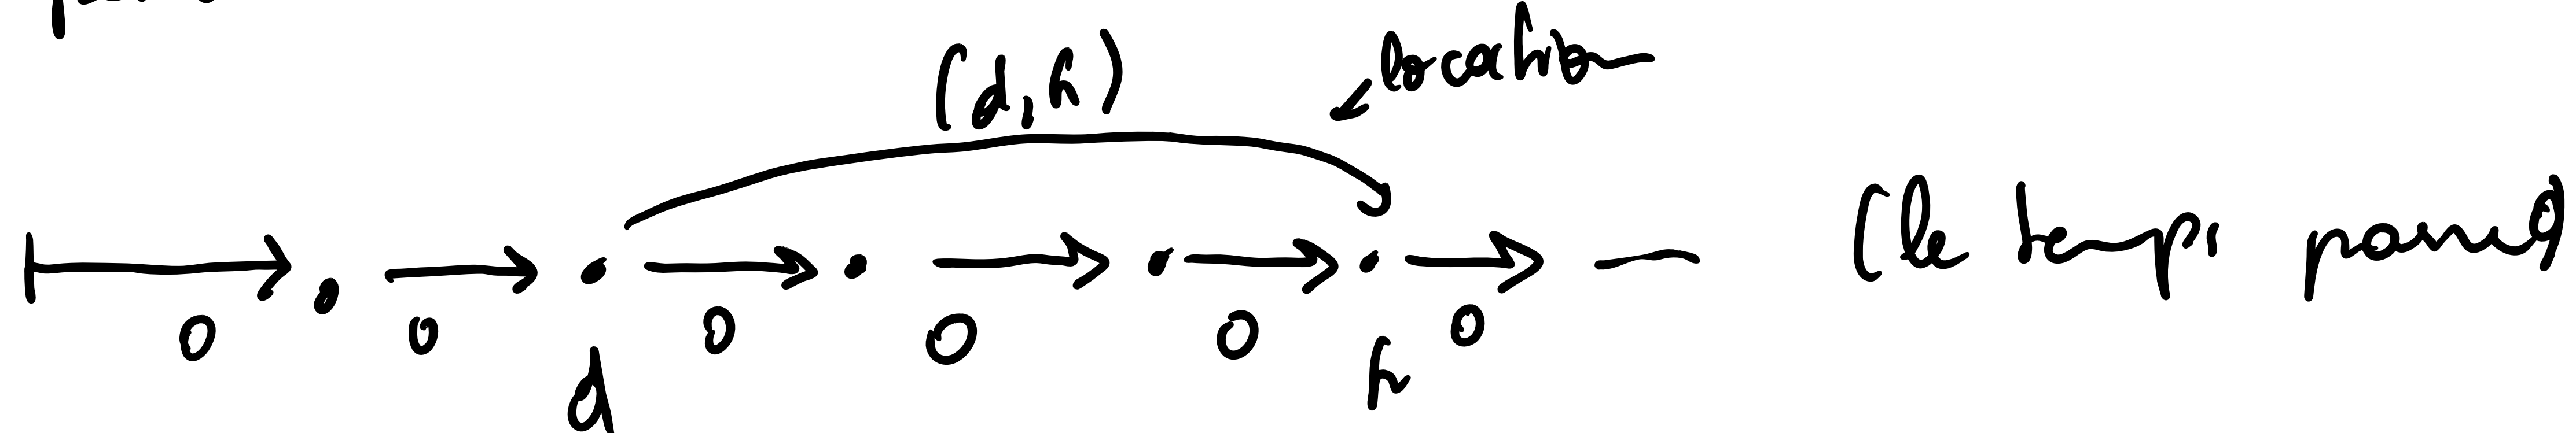 (d, f)
location
(le temps passe)
0 0 0 0 0 0
d f